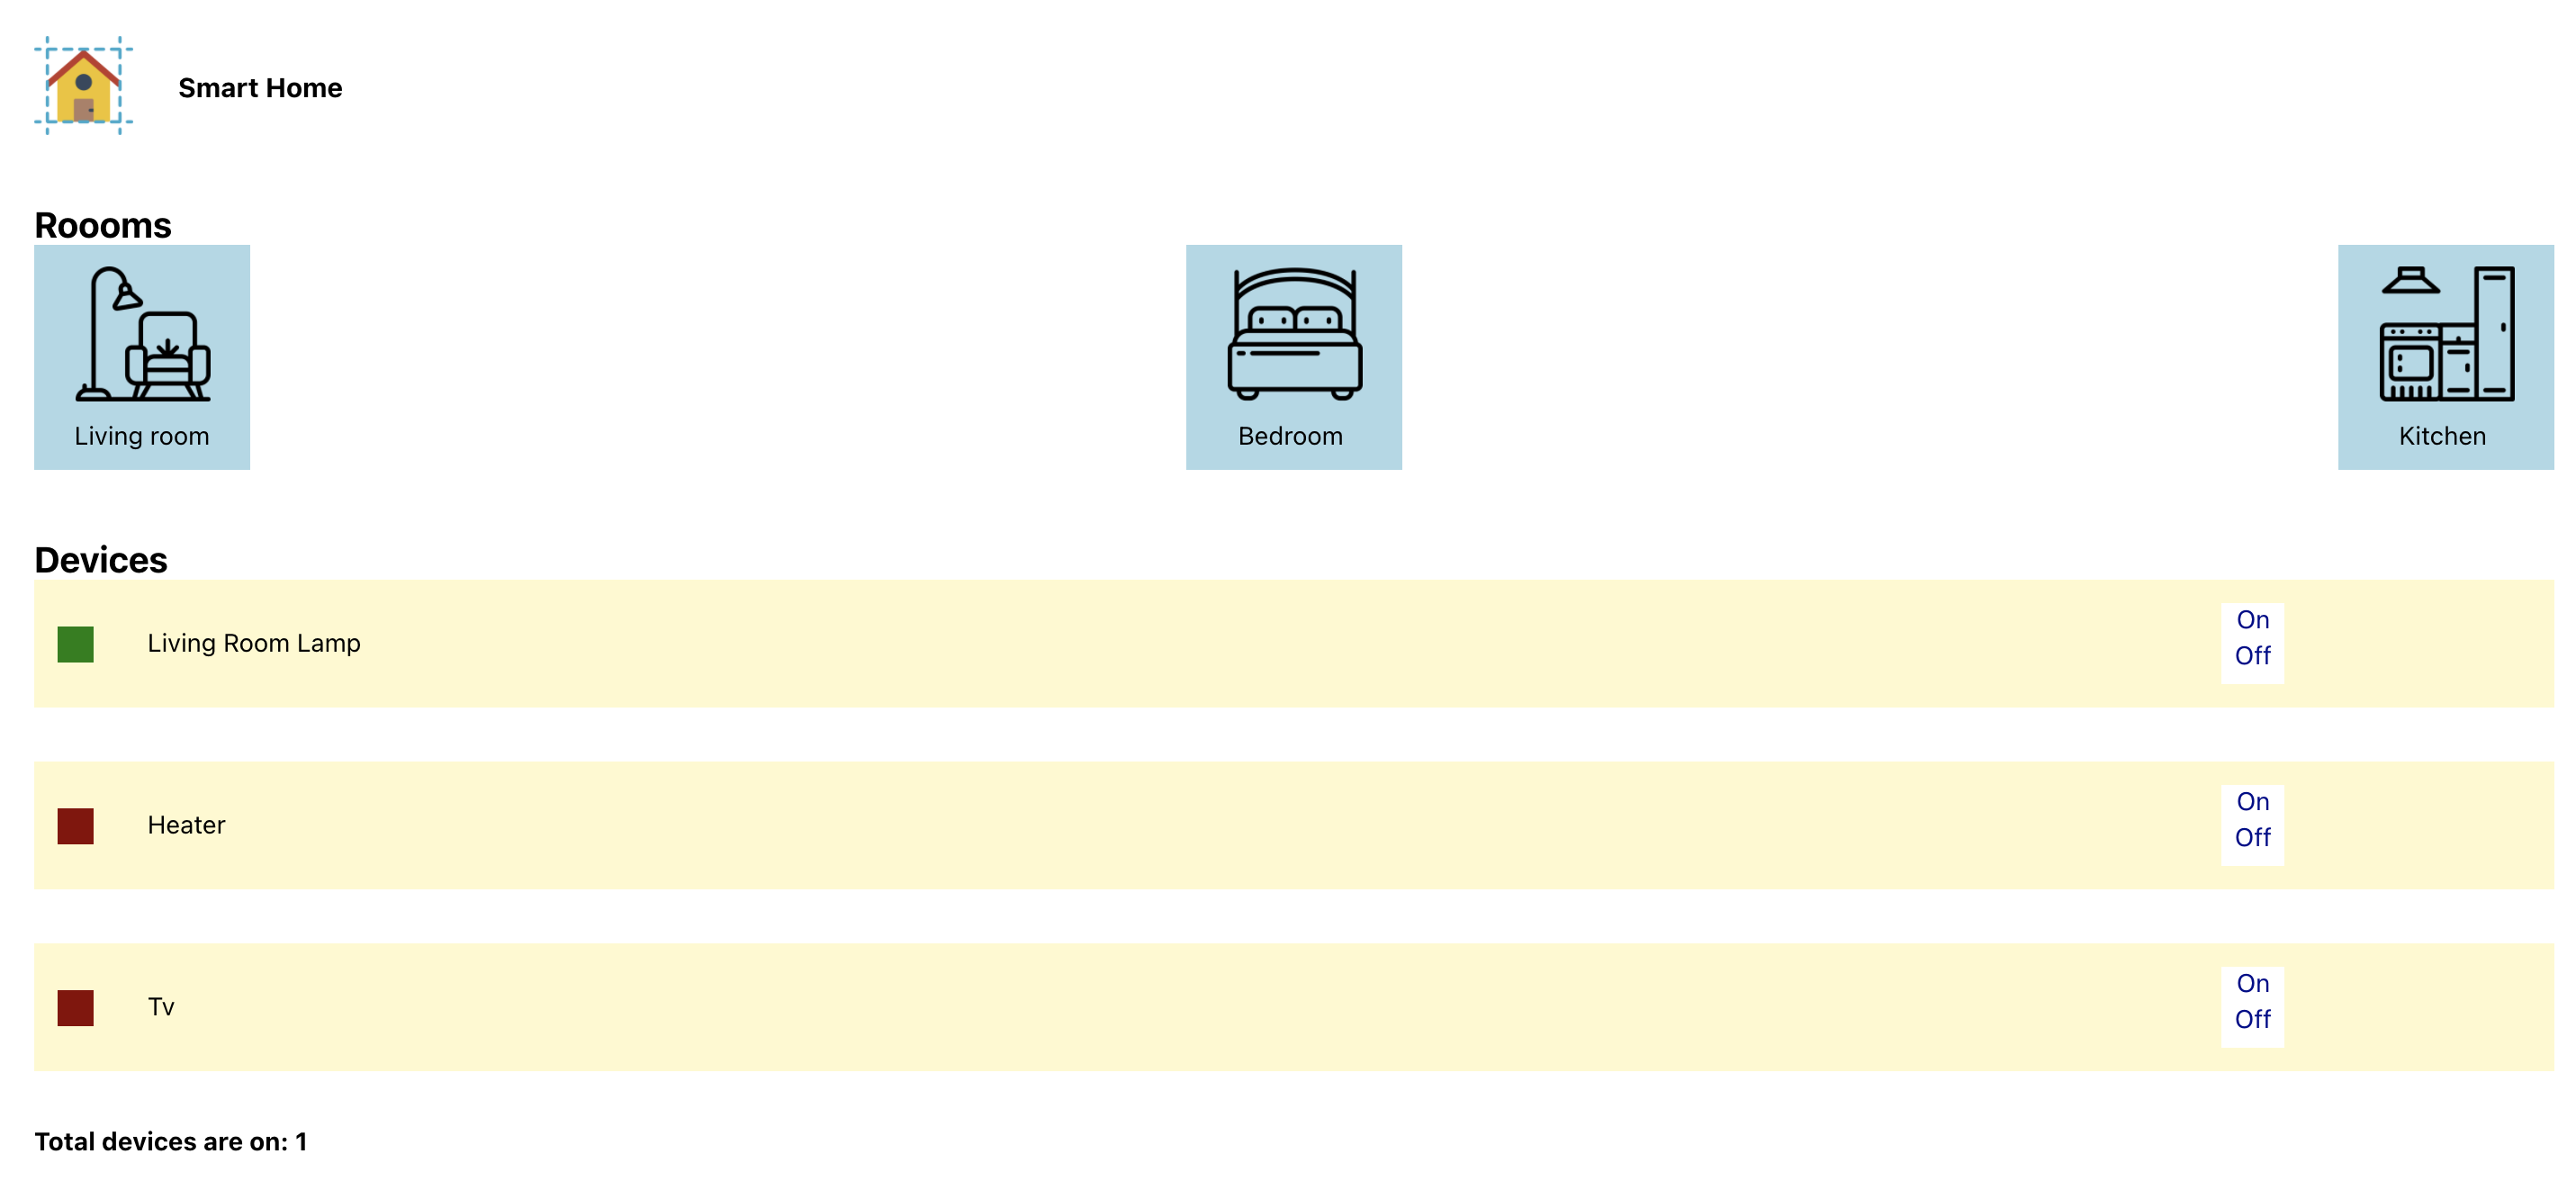 Smart Home
Roooms
Living room
Bedroom
Kitchen
Devices
Living Room Lamp
On
Off
Heater
On
Off
Tv
On
Off
Total devices are on: 1